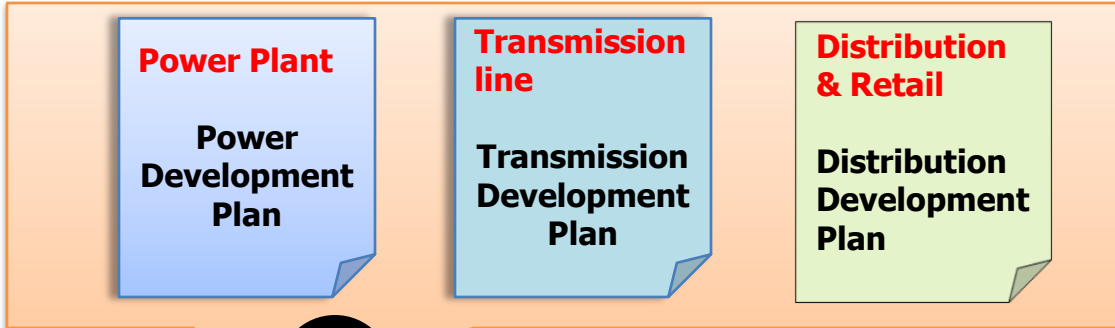 Power Plant
Power
Development
Plan
Transmission
line
Transmission
Development
Plan
Distribution
& Retail
Distribution
Development
Plan